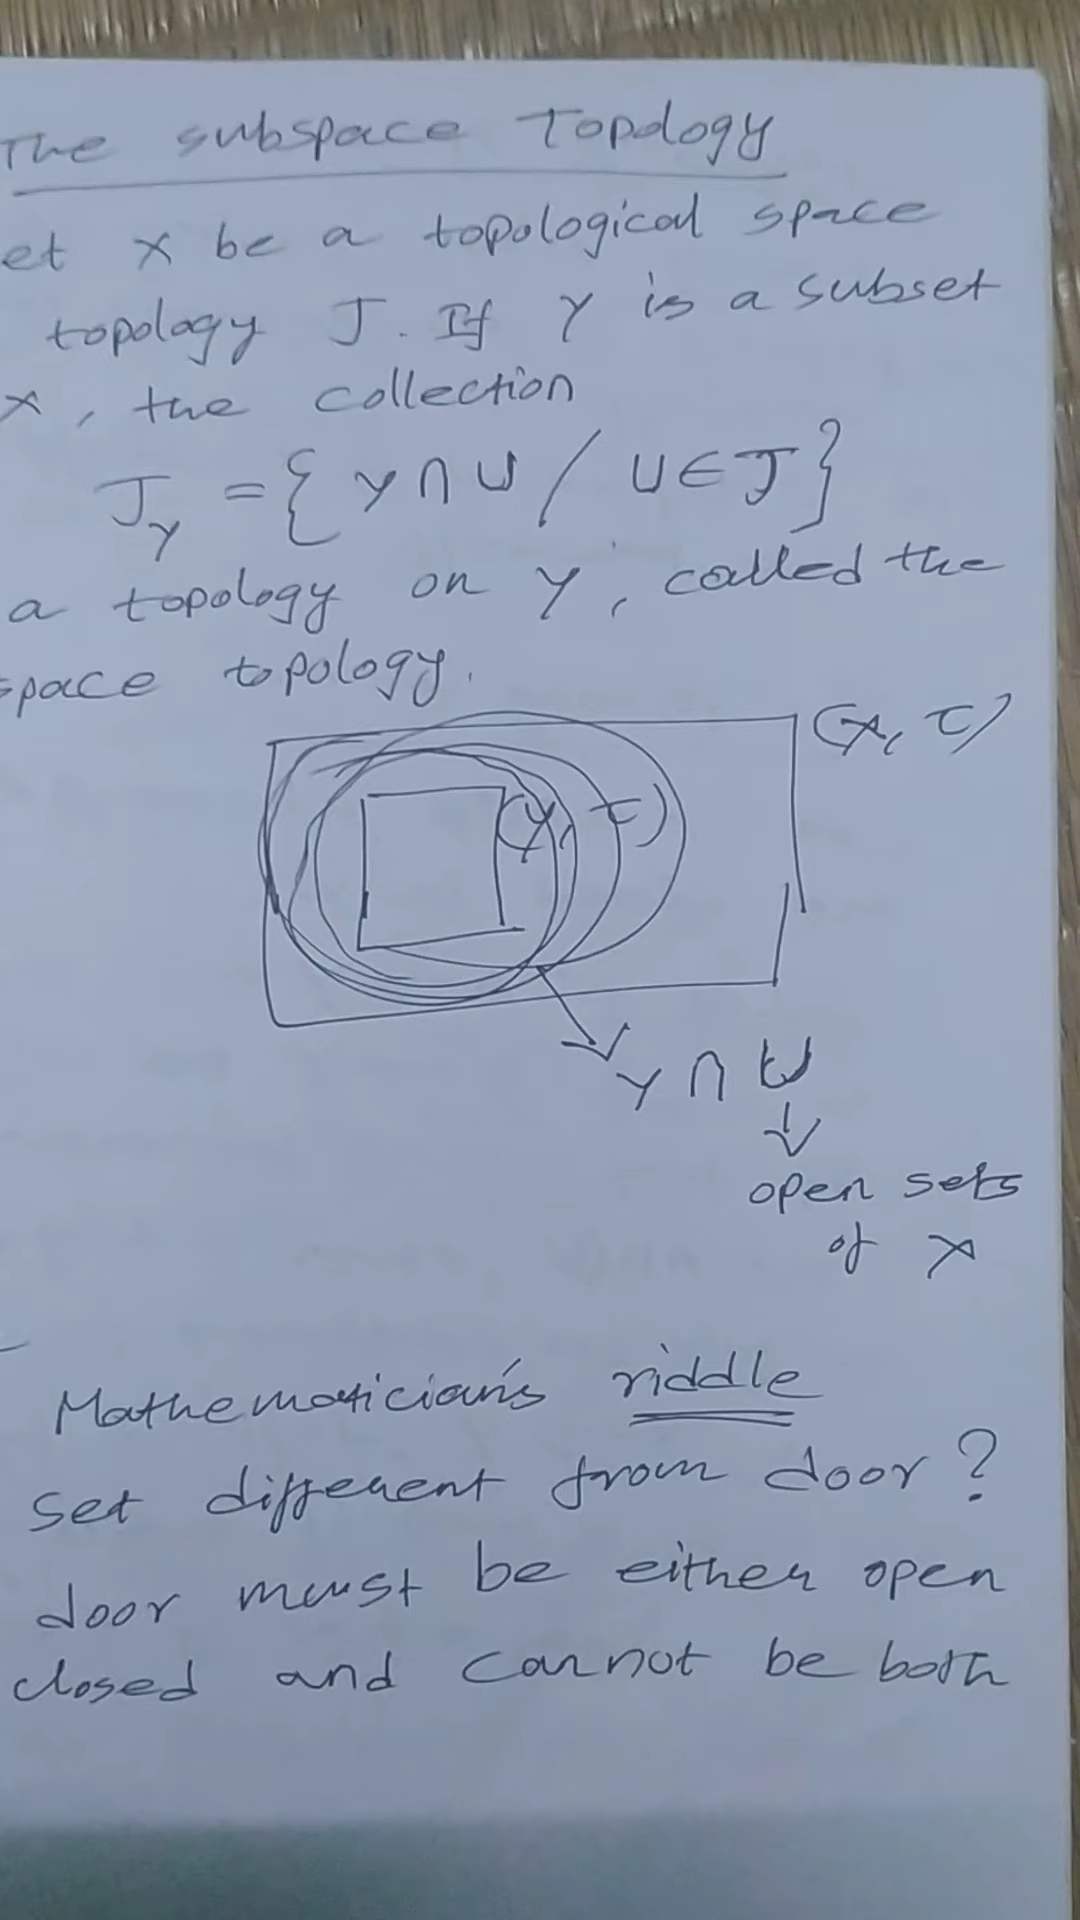 The subspace Topology
et X be a topological space
topology J. If Y is a subset
X, the collection
J_Y = { Y ∩ U / U ∈ J }
a topology on Y, called the
space topology.
(X, τ)
(Y, τ)
Y ∩ U
open sets
of X
Mathematician's riddle
set different from door?
door must be either open
closed and cannot be both